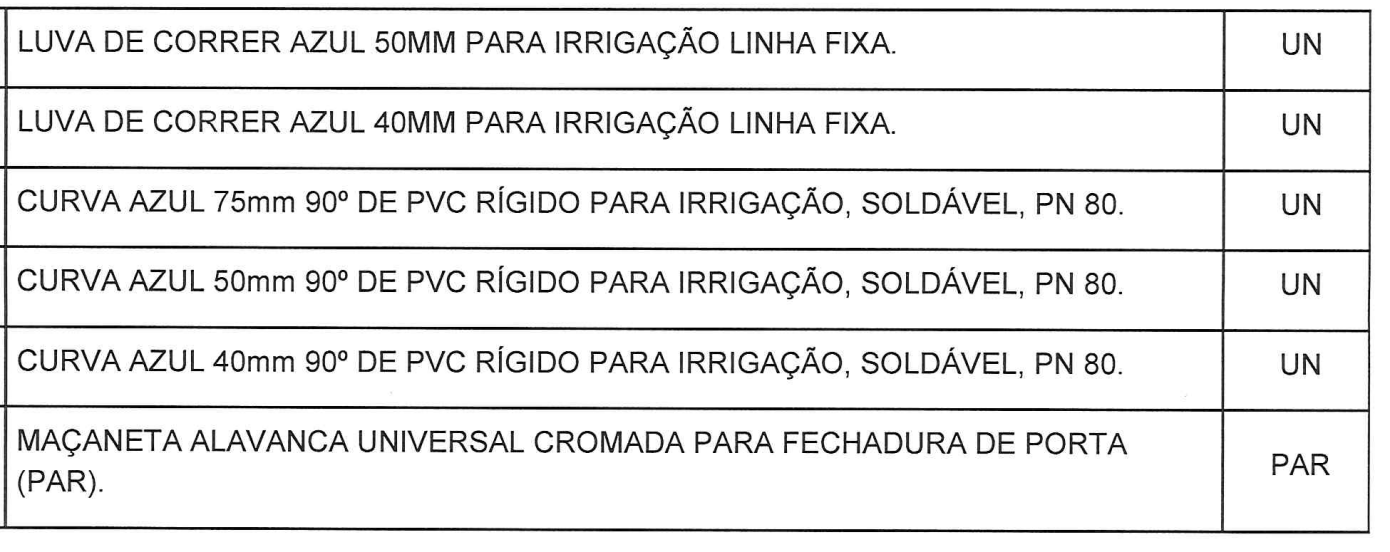 LUVA DE CORRER AZUL 50MM PARA IRRIGAÇÃO LINHA FIXA. UN
LUVA DE CORRER AZUL 40MM PARA IRRIGAÇÃO LINHA FIXA. UN
CURVA AZUL 75mm 90º DE PVC RÍGIDO PARA IRRIGAÇÃO, SOLDÁVEL, PN 80. UN
CURVA AZUL 50mm 90º DE PVC RÍGIDO PARA IRRIGAÇÃO, SOLDÁVEL, PN 80. UN
CURVA AZUL 40mm 90º DE PVC RÍGIDO PARA IRRIGAÇÃO, SOLDÁVEL, PN 80. UN
MAÇANETA ALAVANCA UNIVERSAL CROMADA PARA FECHADURA DE PORTA
(PAR). PAR